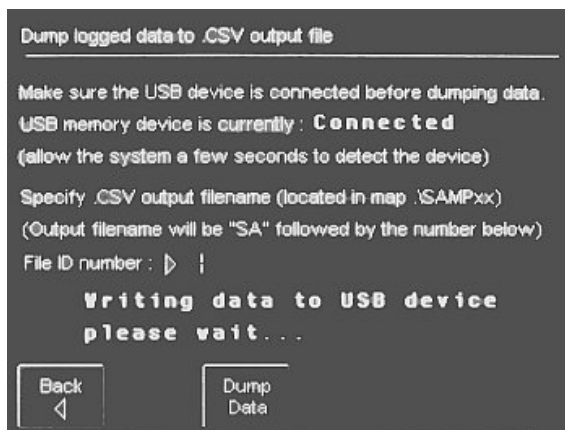 Dump logged data to .CSV output file
Make sure the USB device is connected before dumping data.
USB memory device is currently : Connected
(allow the system a few seconds to detect the device)
Specify .CSV output filename (located in map .\SAMPxx)
(Output filename will be "SA" followed by the number below)
File ID number :
Writing data to USB device
please wait...
Back
Dump
Data